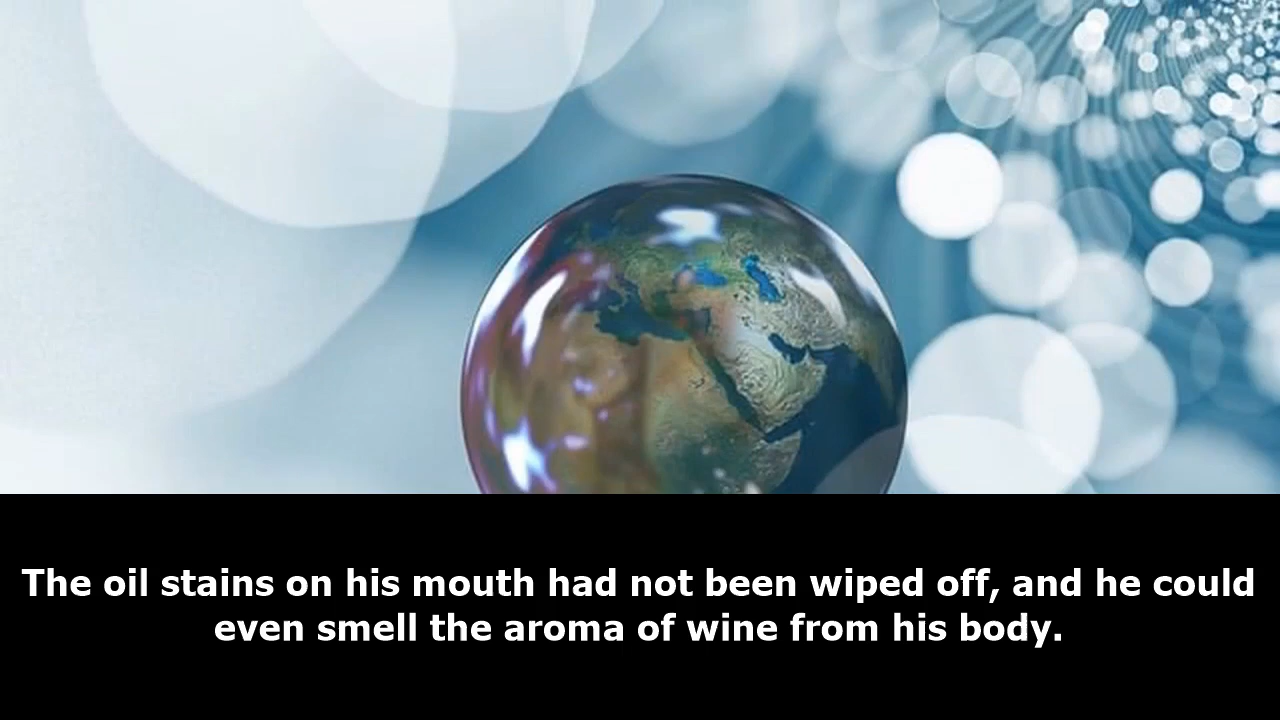 The oil stains on his mouth had not been wiped off, and he could
even smell the aroma of wine from his body.